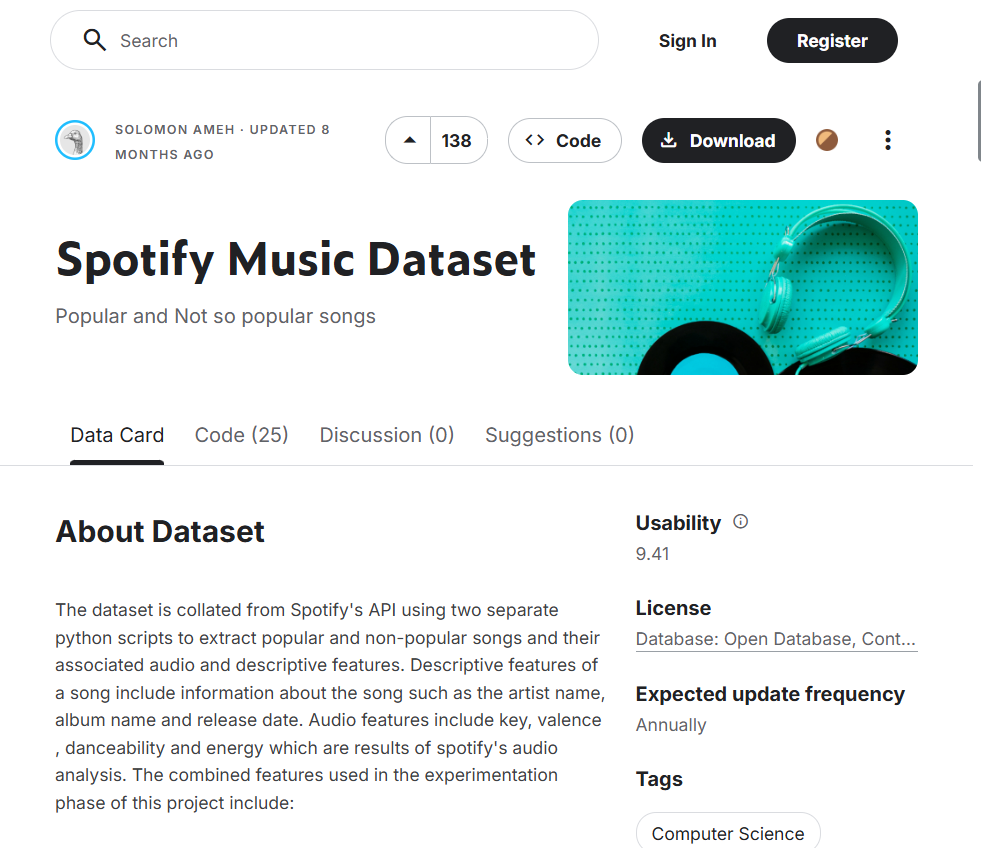 Search
Sign In
Register
SOLOMON AMEH · UPDATED 8
MONTHS AGO
138
Code
Download
Spotify Music Dataset
Popular and Not so popular songs
Data Card
Code (25)
Discussion (0)
Suggestions (0)
About Dataset
The dataset is collated from Spotify's API using two separate
python scripts to extract popular and non-popular songs and their
associated audio and descriptive features. Descriptive features of
a song include information about the song such as the artist name,
album name and release date. Audio features include key, valence
, danceability and energy which are results of spotify's audio
analysis. The combined features used in the experimentation
phase of this project include:
Usability
9.41
License
Database: Open Database, Cont...
Expected update frequency
Annually
Tags
Computer Science